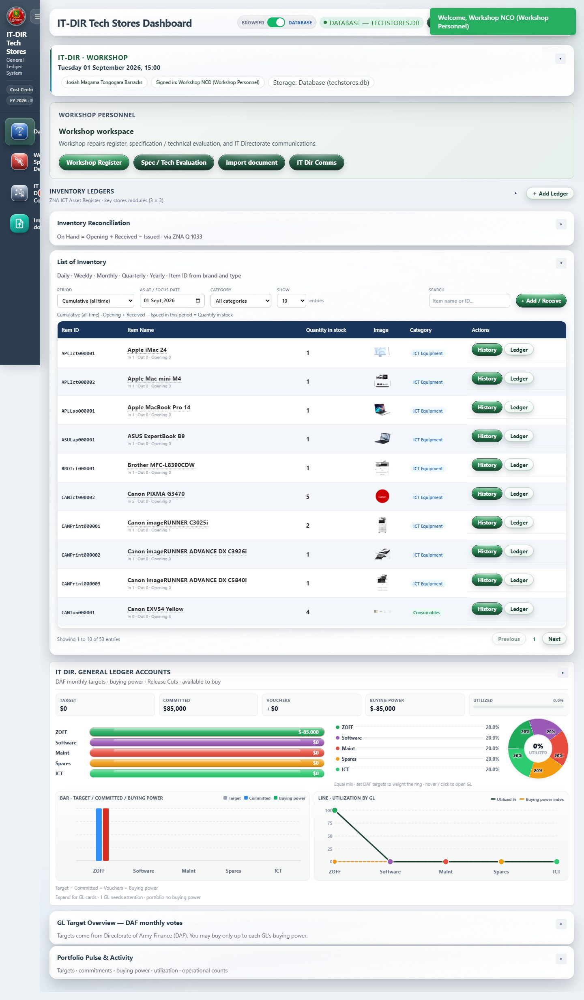 IT-DIR
Tech
Stores
General
Ledger
System
Cost Centr
FY 2026 · I
Da
We
Sp
De
IT
D
Co
Im
do
IT-DIR Tech Stores Dashboard
BROWSER
DATABASE
DATABASE — TECHSTORES.DB
Welcome, Workshop NCO (Workshop
Personnel)
IT-DIR · WORKSHOP
Tuesday 01 September 2026, 15:00
Josiah Magama Tongogara Barracks
Signed in: Workshop NCO (Workshop Personnel)
Storage: Database (techstores.db)
WORKSHOP PERSONNEL
Workshop workspace
Workshop repairs register, specification / technical evaluation, and IT Directorate communications.
Workshop Register
Spec / Tech Evaluation
Import document
IT Dir Comms
INVENTORY LEDGERS
ZNA ICT Asset Register · key stores modules (3 × 3)
+ Add Ledger
Inventory Reconciliation
On Hand = Opening + Received − Issued · via ZNA Q 1033
List of Inventory
Daily · Weekly · Monthly · Quarterly · Yearly · Item ID from brand and type
PERIOD
AS AT / FOCUS DATE
CATEGORY
SHOW
SEARCH
Cumulative (all time)
01 Sept,2026
All categories
10
entries
Item name or ID...
+ Add / Receive
Cumulative (all time) · Opening + Received − Issued in this period = Quantity in stock
Item ID Item Name Quantity in stock Image Category Actions
APLIct000001 Apple iMac 24 1 ICT Equipment History Ledger
In 1 · Out 0 · Opening 0
APLIct000002 Apple Mac mini M4 1 Mini ICT Equipment History Ledger
In 1 · Out 0 · Opening 0
APLLap000001 Apple MacBook Pro 14 1 ICT Equipment History Ledger
In 1 · Out 0 · Opening 0
ASULap000001 ASUS ExpertBook B9 1 ICT Equipment History Ledger
In 1 · Out 0 · Opening 0
BROIct000001 Brother MFC-L8390CDW 1 ICT Equipment History Ledger
In 1 · Out 0 · Opening 0
CANIct000002 Canon PIXMA G3470 5 Canon ICT Equipment History Ledger
In 5 · Out 0 · Opening 0
CANPrint000001 Canon imageRUNNER C3025i 2 ICT Equipment History Ledger
In 1 · Out 0 · Opening 1
CANPrint000002 Canon imageRUNNER ADVANCE DX C3926i 1 ICT Equipment History Ledger
In 1 · Out 0 · Opening 0
CANPrint000003 Canon imageRUNNER ADVANCE DX C5840i 1 ICT Equipment History Ledger
In 1 · Out 0 · Opening 0
CANTon000001 Canon EXV54 Yellow 4 Consumables History Ledger
In 0 · Out 0 · Opening 4
Showing 1 to 10 of 53 entries
Previous 1 Next
IT DIR. GENERAL LEDGER ACCOUNTS
DAF monthly targets · buying power · Release Cuts · available to buy
TARGET
$0
COMMITTED
$85,000
VOUCHERS
+$0
BUYING POWER
$-85,000
UTILIZED 0.0%
ZOFF $-85,000
Software $0
Maint $0
Spares $0
ICT $0
ZOFF 20.0%
Software 20.0%
Maint 20.0%
Spares 20.0%
ICT 20.0%
20% 20%
0%
UTILIZED
20% 20%
20%
Equal mix · set DAF targets to weight the ring · hover / click to open GL
BAR · TARGET / COMMITTED / BUYING POWER
Target Committed Buying power
ZOFF Software Maint Spares ICT
LINE · UTILIZATION BY GL
Utilized % Buying power index
100
75
50
25
0
ZOFF Software Maint Spares ICT
Target = Committed + Vouchers + Buying power
Expand for GL cards · 1 GL needs attention · portfolio no buying power
GL Target Overview — DAF monthly votes
Targets come from Directorate of Army Finance (DAF). You may buy only up to each GL's buying power.
Portfolio Pulse & Activity
Targets · commitments · buying power · utilization · operational counts